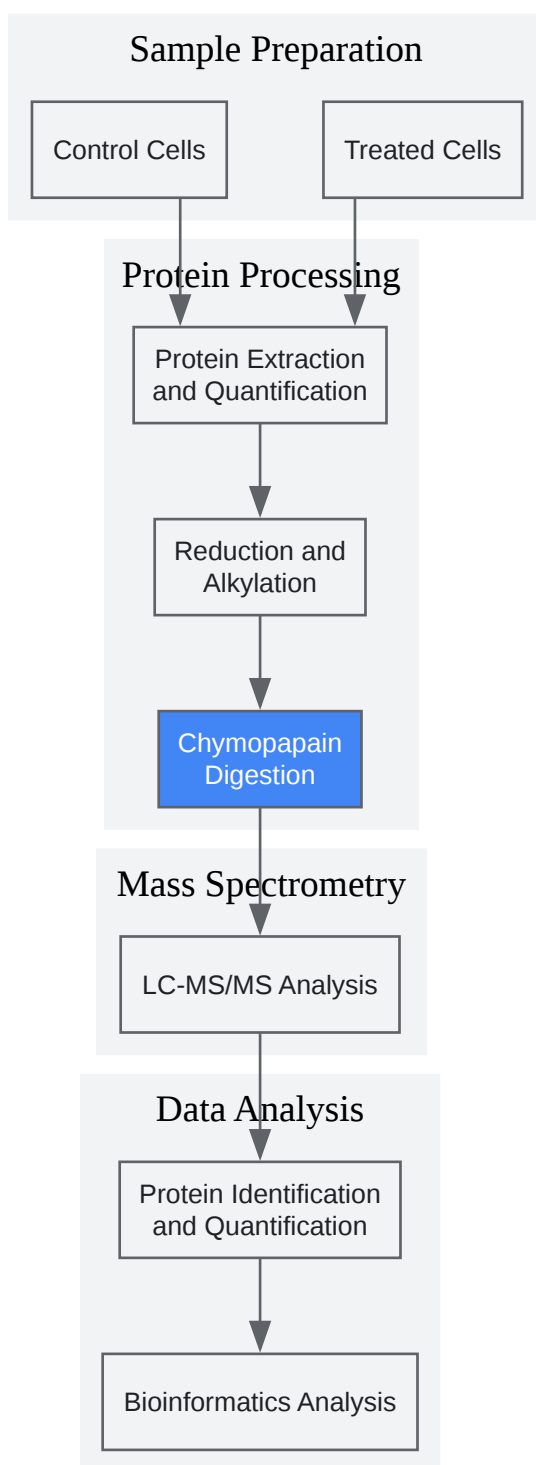 Sample Preparation
Control Cells
Treated Cells
Protein Processing
Protein Extraction
and Quantification
Reduction and
Alkylation
Chymopapain
Digestion
Mass Spectrometry
LC-MS/MS Analysis
Data Analysis
Protein Identification
and Quantification
Bioinformatics Analysis